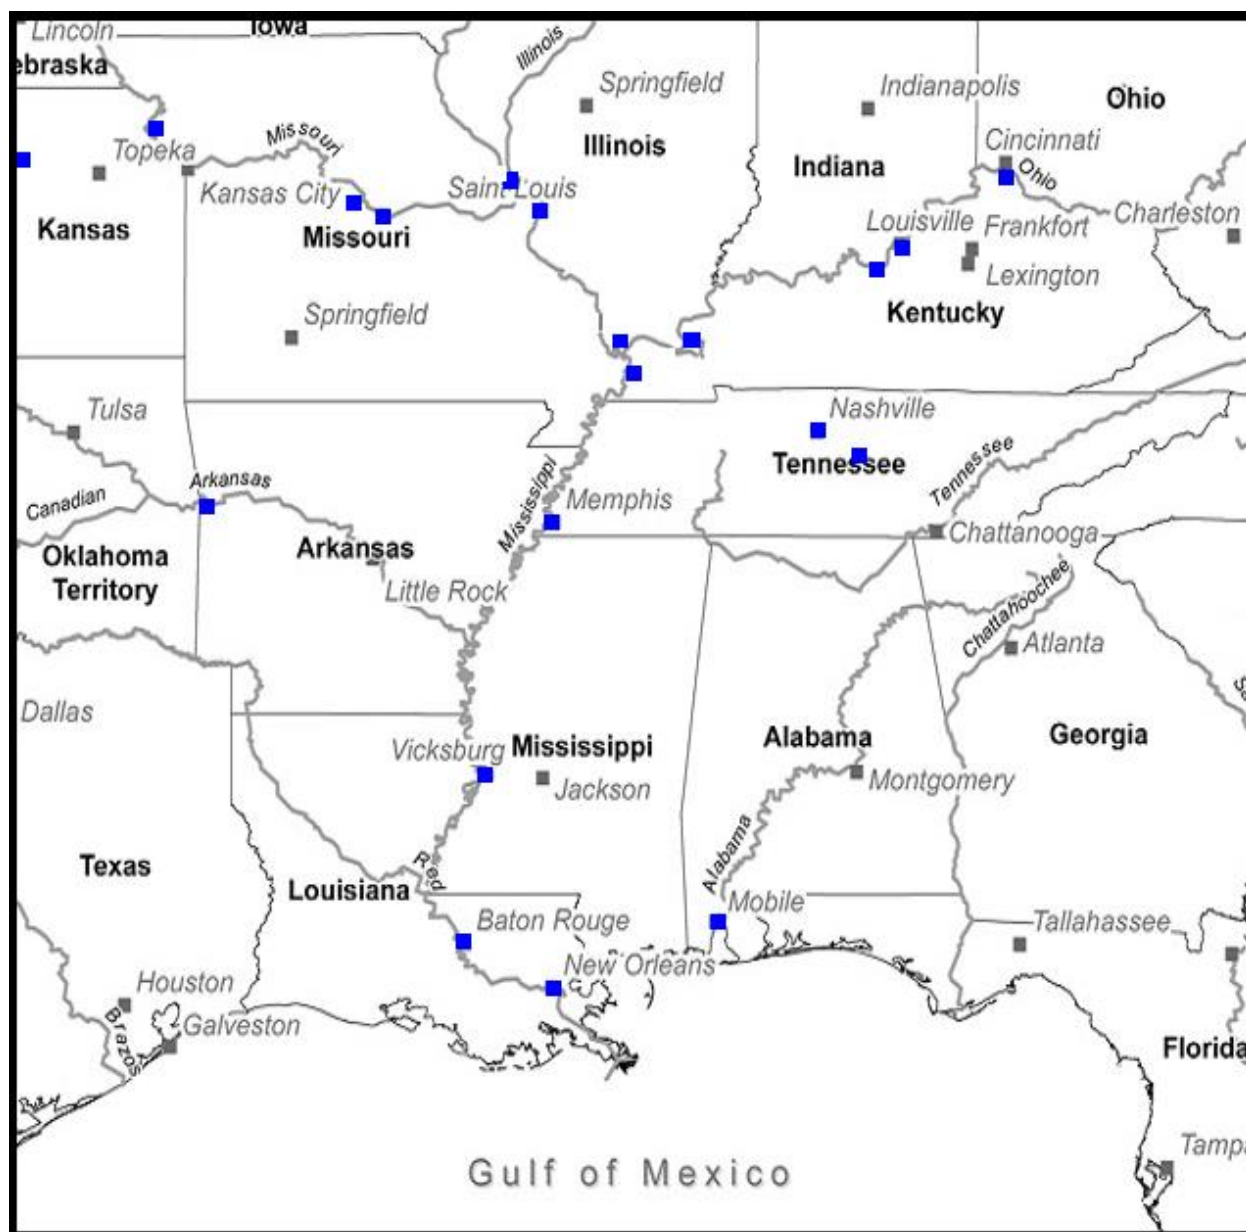 Lincoln
Iowa
Illinois
ebraska
Springfield
Indianapolis
Ohio
Missouri
Cincinnati
Topeka
Illinois
Indiana
Ohio
Kansas City
Saint Louis
Kansas
Missouri
Louisville
Frankfort
Charleston
Lexington
Springfield
Kentucky
Tulsa
Nashville
Tennessee
Tennessee
Arkansas
Canadian
Mississippi
Memphis
Chattanooga
Oklahoma
Territory
Arkansas
Little Rock
Chattahoochee
Atlanta
Dallas
Vicksburg
Mississippi
Alabama
Georgia
Jackson
Montgomery
Texas
Red
Alabama
Louisiana
Mobile
Baton Rouge
Tallahassee
New Orleans
Houston
Galveston
Brazos
Florida
Gulf of Mexico
Tampa